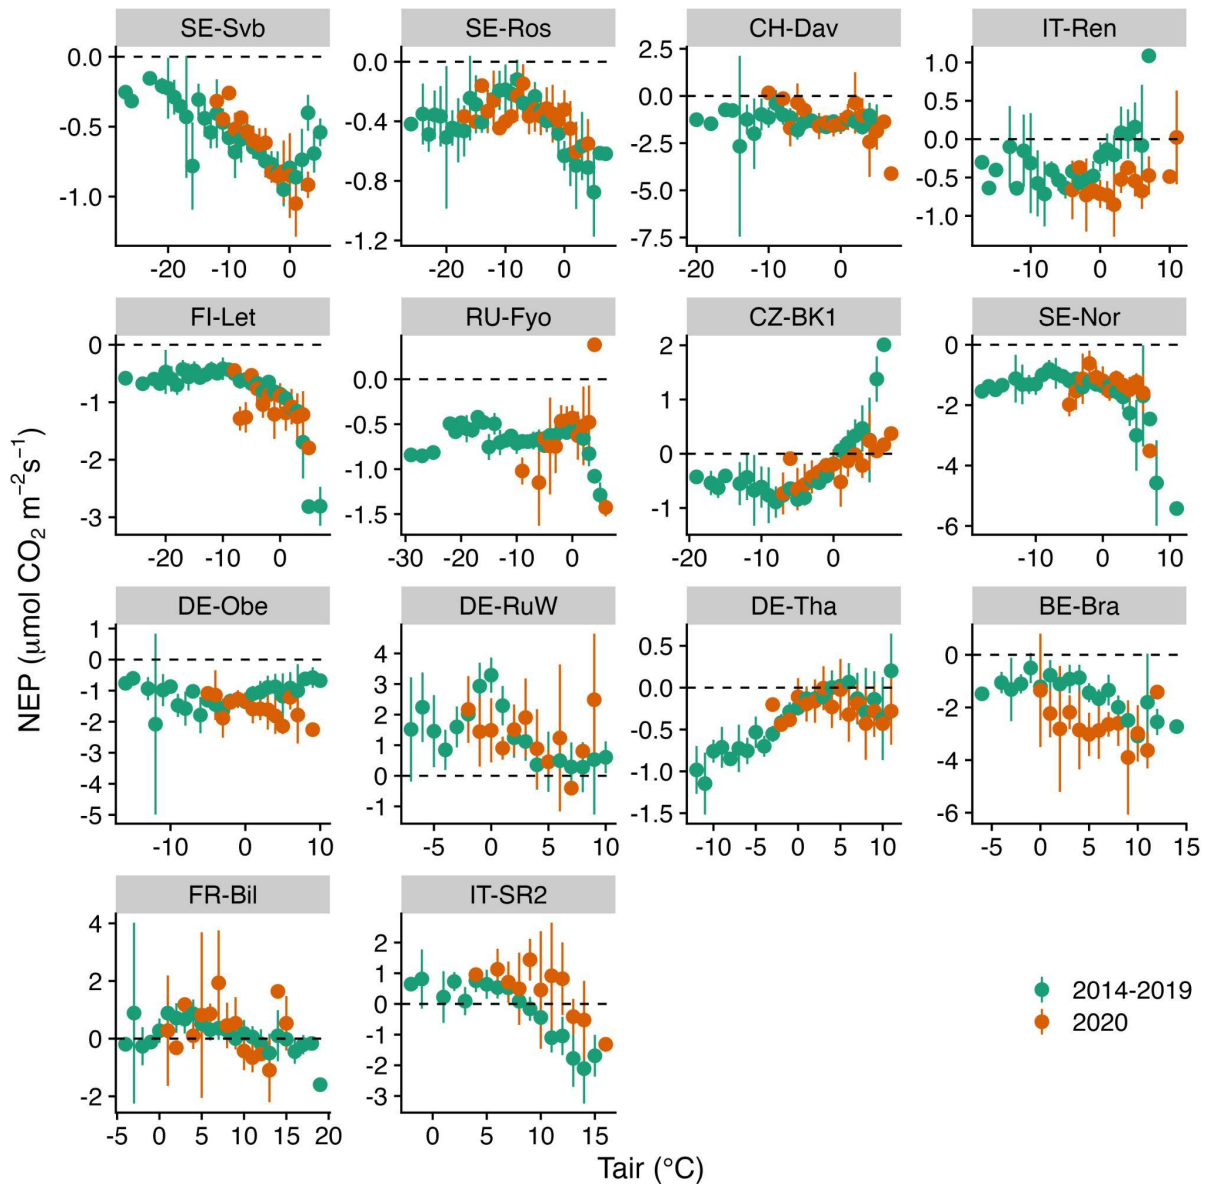 SE-Svb SE-Ros CH-Dav IT-Ren
0.0 -0.5 -1.0
-20 -10 0
0.0 -0.4 -0.8 -1.2
-20 -10 0
2.5 0.0 -2.5 -5.0 -7.5
-20 -10 0
1.0 0.5 0.0 -0.5 -1.0
-10 0 10
FI-Let RU-Fyo CZ-BK1 SE-Nor
0 -1 -2 -3
-20 -10 0
0.0 -0.5 -1.0 -1.5
-30 -20 -10 0
2 1 0 -1
-20 -10 0
0 -2 -4 -6
-10 0
NEP (μmol CO₂ m⁻²s⁻¹)
DE-Obe DE-RuW DE-Tha BE-Bra
1 0 -1 -2 -3 -4 -5
-10 0 10
4 3 2 1 0 -1
-5 0 5 10
0.5 0.0 -0.5 -1.0 -1.5
-10 -5 0 5 10
0 -2 -4 -6
-5 0 5 10 15
FR-Bil IT-SR2
4 2 0 -2
-5 0 5 10 15 20
2 1 0 -1 -2 -3
0 5 10 15
2014-2019
2020
Tair (°C)